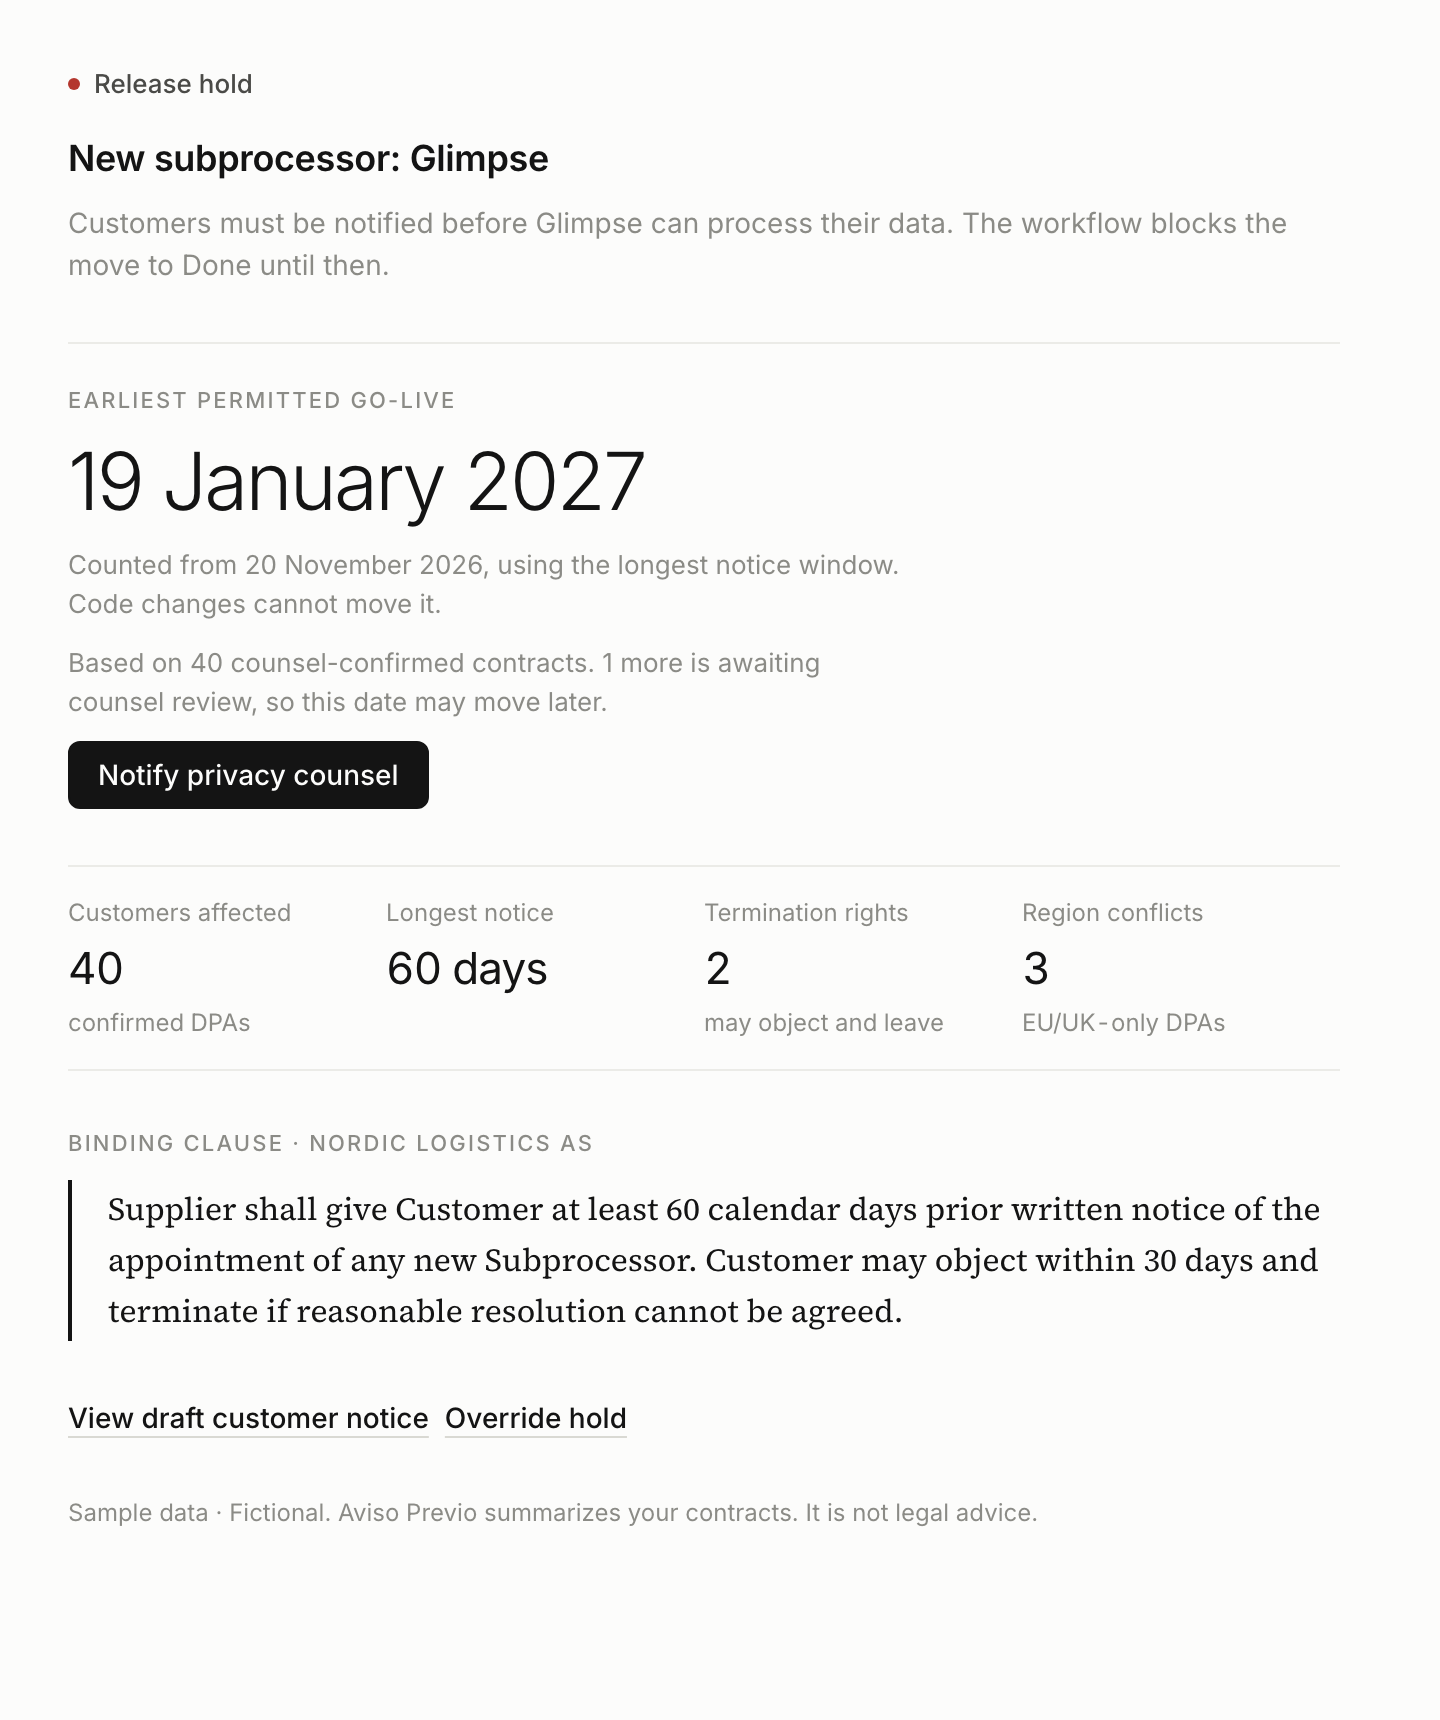 Release hold
New subprocessor: Glimpse
Customers must be notified before Glimpse can process their data. The workflow blocks the
move to Done until then.
EARLIEST PERMITTED GO-LIVE
19 January 2027
Counted from 20 November 2026, using the longest notice window.
Code changes cannot move it.
Based on 40 counsel-confirmed contracts. 1 more is awaiting
counsel review, so this date may move later.
Notify privacy counsel
Customers affected
40
confirmed DPAs
Longest notice
60 days
Termination rights
2
may object and leave
Region conflicts
3
EU/UK-only DPAs
BINDING CLAUSE · NORDIC LOGISTICS AS
Supplier shall give Customer at least 60 calendar days prior written notice of the
appointment of any new Subprocessor. Customer may object within 30 days and
terminate if reasonable resolution cannot be agreed.
View draft customer notice Override hold
Sample data · Fictional. Aviso Previo summarizes your contracts. It is not legal advice.